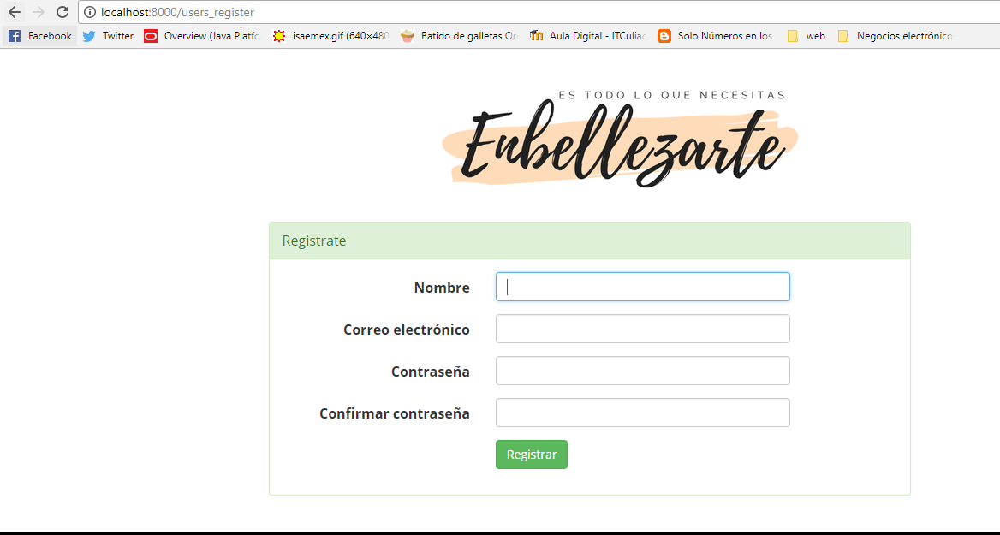 localhost:8000/users_register
Facebook Twitter Overview (Java Platfo isaemex.gif (640×480 Batido de galletas Or Aula Digital - ITCuliac Solo Números en los web Negocios electrónico
ES TODO LO QUE NECESITAS
Enbellezarte
Registrate
Nombre
Correo electrónico
Contraseña
Confirmar contraseña
Registrar